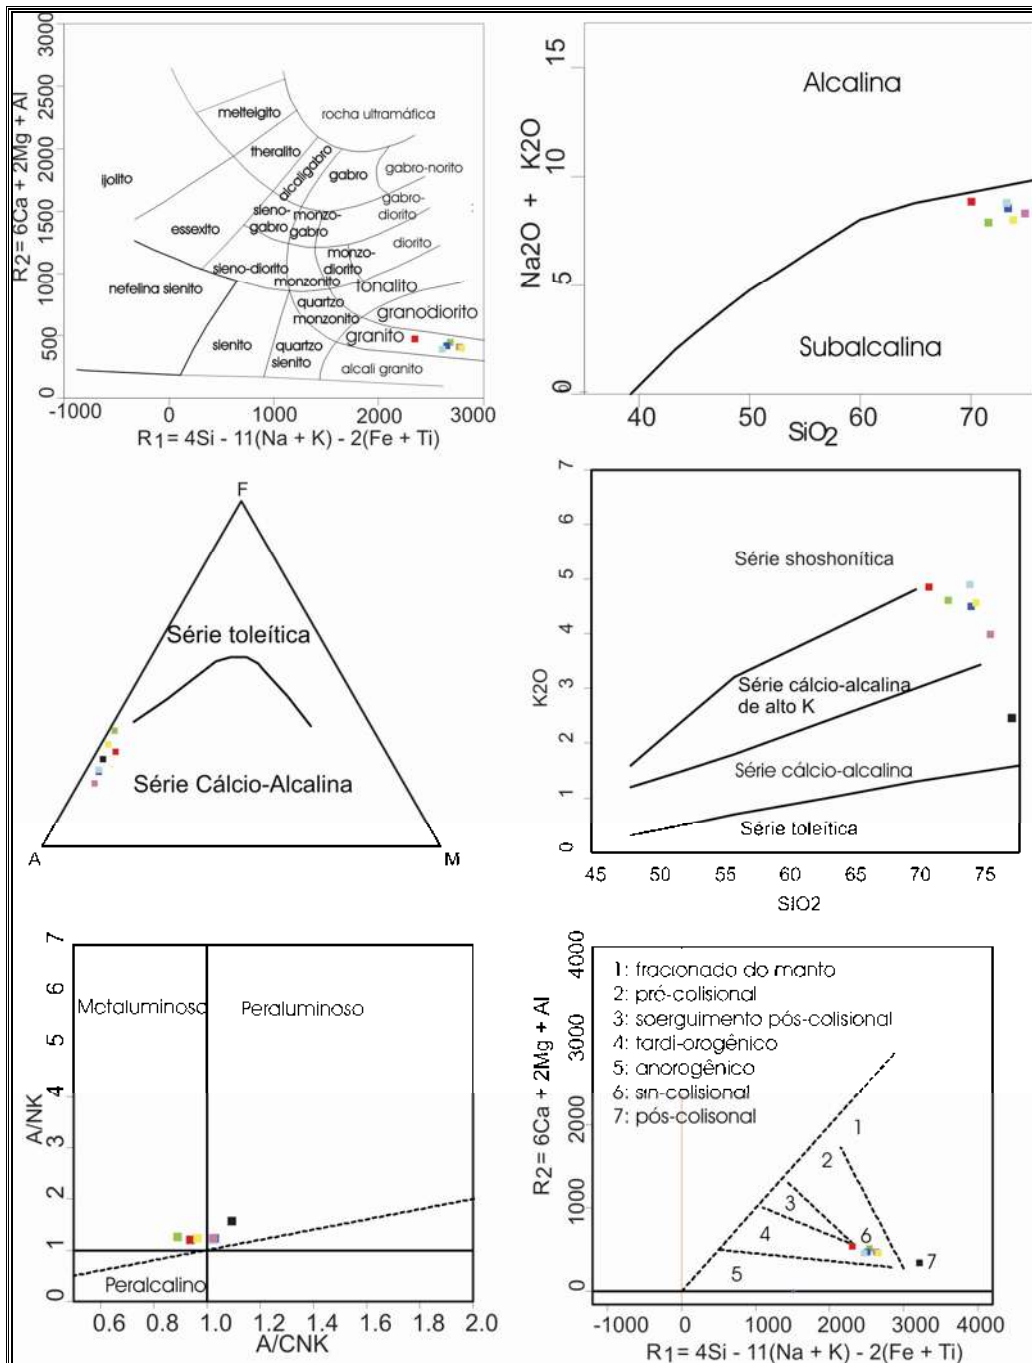 R2= 6Ca + 2Mg + Al
3000
2500
2000
1500
1000
500
0
melteigito
rocha ultramáfica
theralito
alcaligabro
gabro
gabro-norito
ijolito
gabro-
diorito
sieno-
gabro
monzo-
gabro
essexito
diorito
monzo-
diorito
sieno-diorito
nefelina sienito
monzonito
tonalito
quartzo
monzonito
granodiorito
granito
sienito
quartzo
sienito
alcali granito
-1000
0
1000
2000
3000
R1= 4Si - 11(Na + K) - 2(Fe + Ti)
Na2O + K2O
15
10
5
0
Alcalina
Subalcalina
40
50
60
70
SiO2
F
Série toleítica
Série Cálcio-Alcalina
A
M
K2O
7
6
5
4
3
2
1
0
Série shoshonítica
Série cálcio-alcalina
de alto K
Série cálcio-alcalina
Série toleítica
45
50
55
60
65
70
75
SIO2
A/NK
7
6
5
4
3
2
1
0
Metaluminoso
Peraluminoso
Peralcalino
0.6
0.8
1.0
1.2
1.4
1.6
1.8
2.0
A/CNK
R2= 6Ca + 2Mg + Al
4000
3000
2000
1000
0
1: fracionado do manto
2: pré-colisional
3: soerguimento pós-colisional
4: tardi-orogênico
5: anorogênico
6: sin-colisional
7: pós-colisonal
1
2
3
4
5
6
7
-1000
0
1000
2000
3000
4000
R1= 4Si - 11(Na + K) - 2(Fe + Ti)